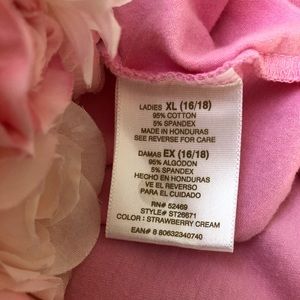 LADIES XL (16/18)
95% COTTON
5% SPANDEX
MADE IN HONDURAS
SEE REVERSE FOR CARE
DAMAS EX (16/18)
95% ALGODON
5% SPANDEX
HECHO EN HONDURAS
VE EL REVERSO
PARA EL CUIDADO
RN# 52469
STYLE# ST26671
COLOR : STRAWBERRY CREAM
EAN# 8 80632340740